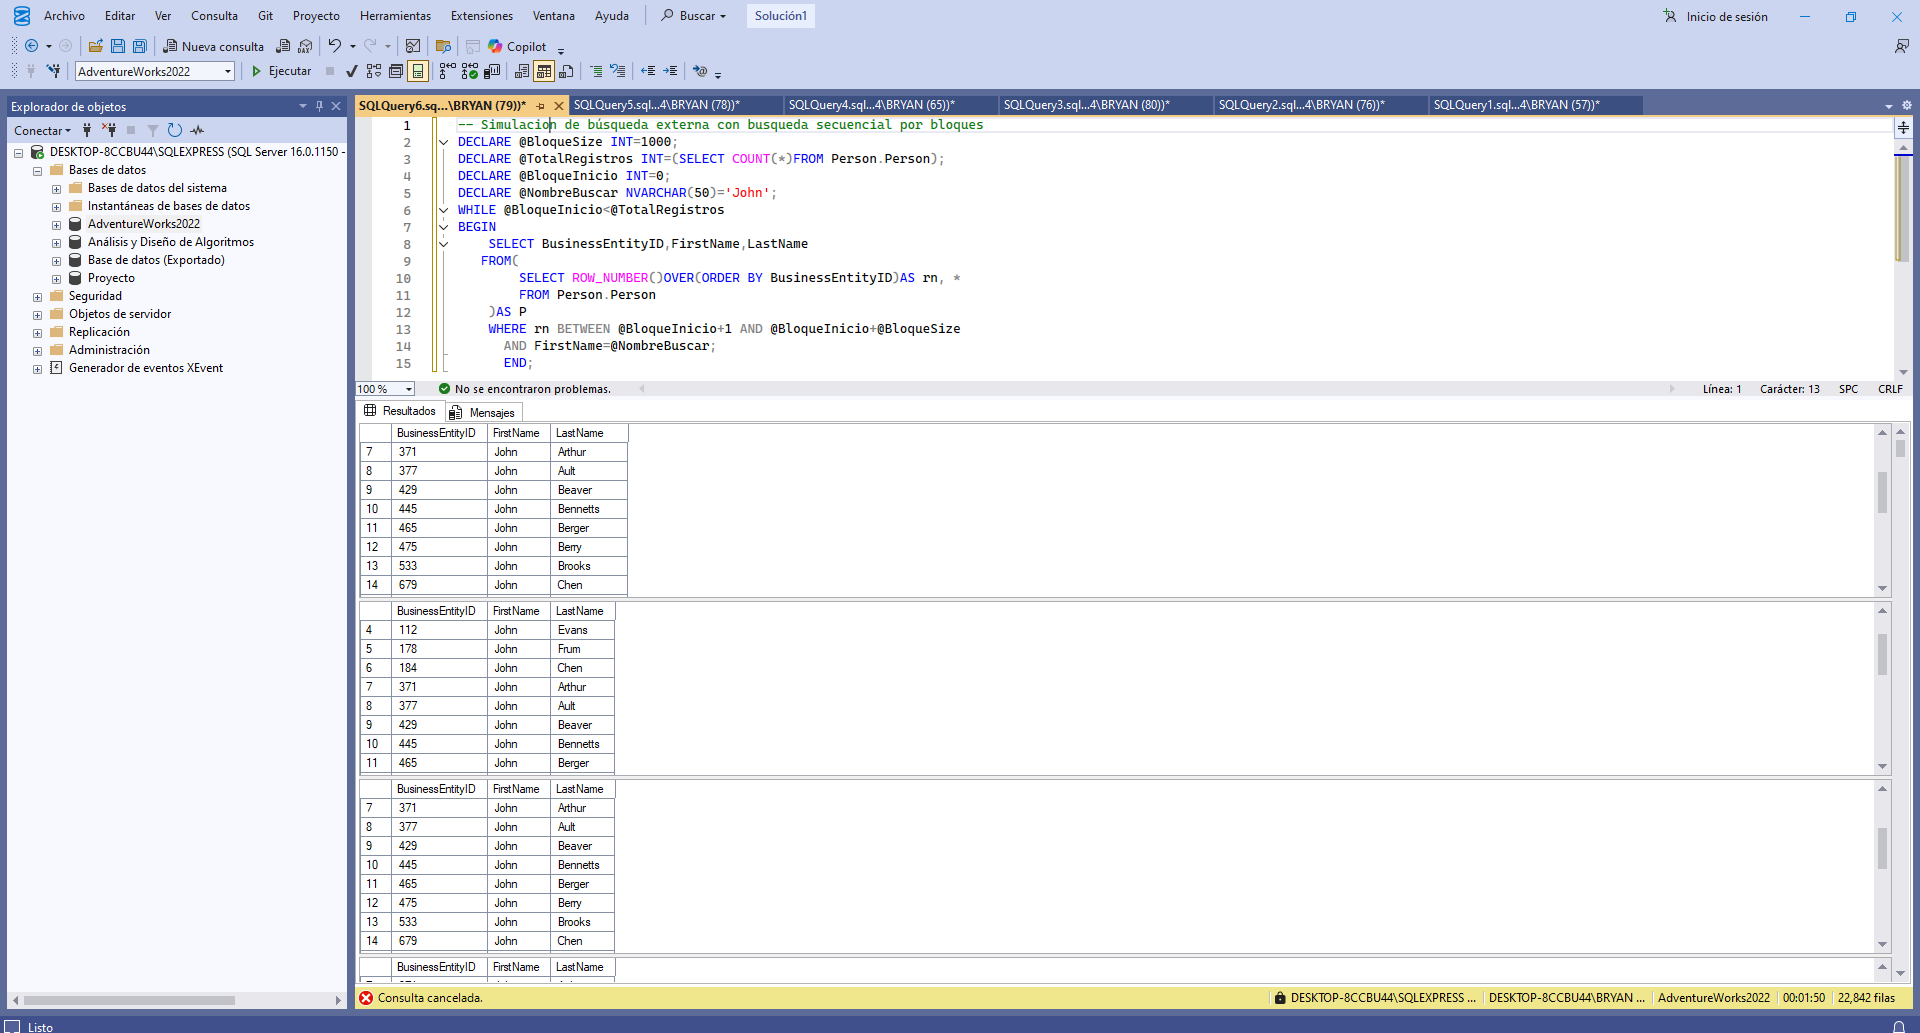 Archivo Editar Ver Consulta Git Proyecto Herramientas Extensiones Ventana Ayuda Buscar Solución1 Inicio de sesión
Nueva consulta DAX Copilot
AdventureWorks2022 Ejecutar
Explorador de objetos
Conectar
DESKTOP-8CCBU44\SQLEXPRESS (SQL Server 16.0.1150 -
Bases de datos
Bases de datos del sistema
Instantáneas de bases de datos
AdventureWorks2022
Análisis y Diseño de Algoritmos
Base de datos (Exportado)
Proyecto
Seguridad
Objetos de servidor
Replicación
Administración
Generador de eventos XEvent
SQLQuery6.sq...\BRYAN (79))* SQLQuery5.sql...4\BRYAN (78))* SQLQuery4.sql...4\BRYAN (65))* SQLQuery3.sql...4\BRYAN (80))* SQLQuery2.sql...4\BRYAN (76))* SQLQuery1.sql...4\BRYAN (57))*
1 -- Simulacion de búsqueda externa con busqueda secuencial por bloques
2 DECLARE @BloqueSize INT=1000;
3 DECLARE @TotalRegistros INT=(SELECT COUNT(*)FROM Person.Person);
4 DECLARE @BloqueInicio INT=0;
5 DECLARE @NombreBuscar NVARCHAR(50)='John';
6 WHILE @BloqueInicio<@TotalRegistros
7 BEGIN
8 SELECT BusinessEntityID,FirstName,LastName
9 FROM(
10 SELECT ROW_NUMBER()OVER(ORDER BY BusinessEntityID)AS rn, *
11 FROM Person.Person
12 )AS P
13 WHERE rn BETWEEN @BloqueInicio+1 AND @BloqueInicio+@BloqueSize
14 AND FirstName=@NombreBuscar;
15 END;
100 % No se encontraron problemas. Línea: 1 Carácter: 13 SPC CRLF
Resultados Mensajes
BusinessEntityID FirstName LastName
7 371 John Arthur
8 377 John Ault
9 429 John Beaver
10 445 John Bennetts
11 465 John Berger
12 475 John Berry
13 533 John Brooks
14 679 John Chen
BusinessEntityID FirstName LastName
4 112 John Evans
5 178 John Frum
6 184 John Chen
7 371 John Arthur
8 377 John Ault
9 429 John Beaver
10 445 John Bennetts
11 465 John Berger
BusinessEntityID FirstName LastName
7 371 John Arthur
8 377 John Ault
9 429 John Beaver
10 445 John Bennetts
11 465 John Berger
12 475 John Berry
13 533 John Brooks
14 679 John Chen
BusinessEntityID FirstName LastName
Consulta cancelada. DESKTOP-8CCBU44\SQLEXPRESS ... DESKTOP-8CCBU44\BRYAN ... AdventureWorks2022 00:01:50 22,842 filas
Listo